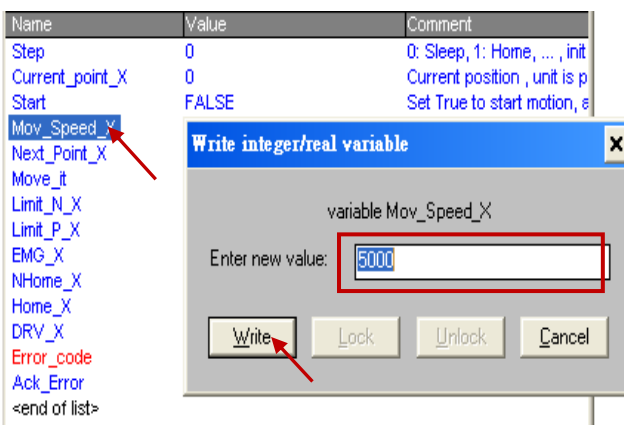 Name Value Comment
Step 0 0: Sleep, 1: Home, ... , init
Current_point_X 0 Current position , unit is p
Start FALSE Set True to start motion, a
Mov_Speed_X
Next_Point_X
Move_it
Limit_N_X
Limit_P_X
EMG_X
NHome_X
Home_X
DRV_X
Error_code
Ack_Error
<end of list>
Write integer/real variable
variable Mov_Speed_X
Enter new value: 5000
Write Lock Unlock Cancel